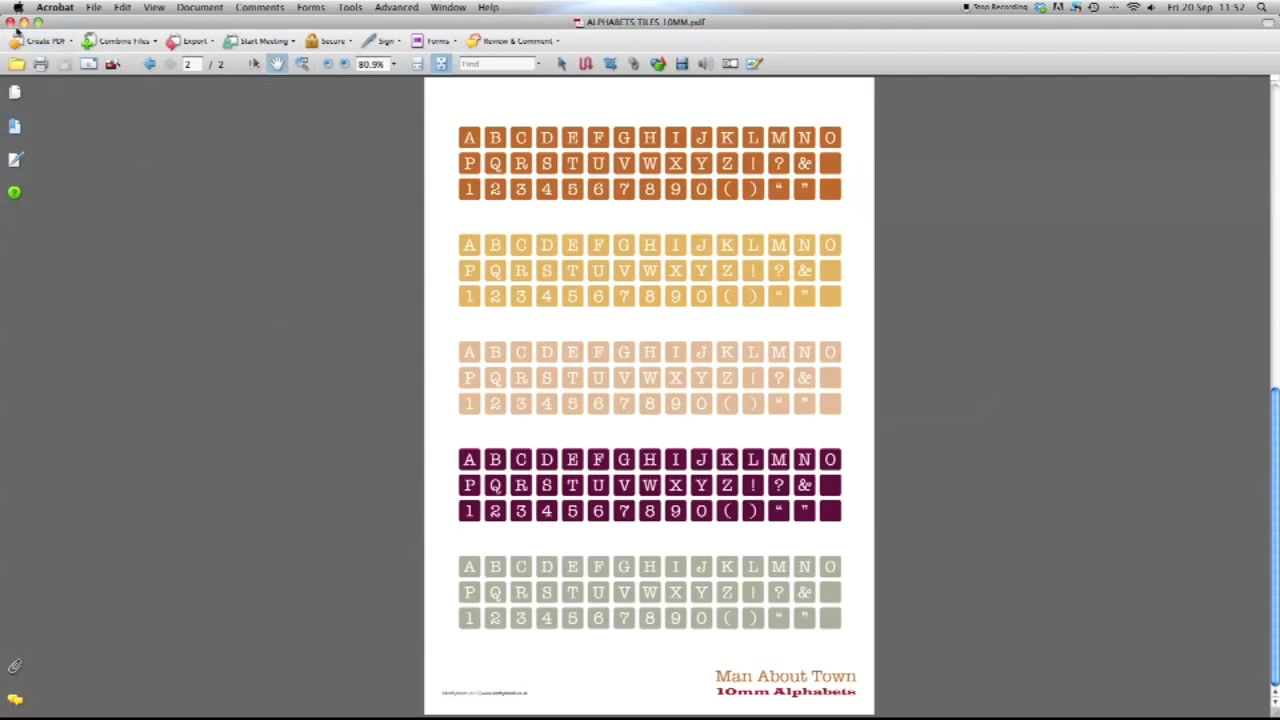 Acrobat File Edit View Document Comments Forms Tools Advanced Window Help Stop Recording Fri 20 Sep 11:52
ALPHABETS TILES 10MM.pdf
Create PDF Combine Files Export Start Meeting Secure Sign Forms Review & Comment
2 / 2 80.9% Find
A B C D E F G H I J K L M N O
P Q R S T U V W X Y Z ! ? &
1 2 3 4 5 6 7 8 9 0 ( ) “ ”
A B C D E F G H I J K L M N O
P Q R S T U V W X Y Z ! ? &
1 2 3 4 5 6 7 8 9 0 ( ) “ ”
A B C D E F G H I J K L M N O
P Q R S T U V W X Y Z ! ? &
1 2 3 4 5 6 7 8 9 0 ( ) “ ”
A B C D E F G H I J K L M N O
P Q R S T U V W X Y Z ! ? &
1 2 3 4 5 6 7 8 9 0 ( ) “ ”
A B C D E F G H I J K L M N O
P Q R S T U V W X Y Z ! ? &
1 2 3 4 5 6 7 8 9 0 ( ) “ ”
Man About Town
10mm Alphabets